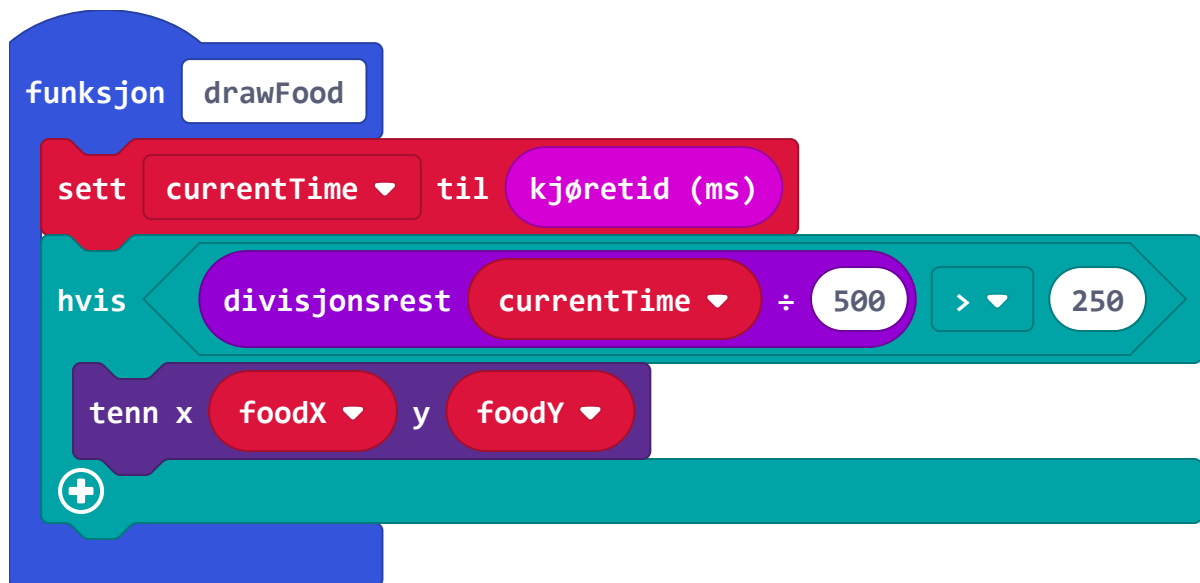 funksjon drawFood
sett currentTime til kjøretid (ms)
hvis divisjonsrest currentTime ÷ 500 > 250
tenn x foodX y foodY